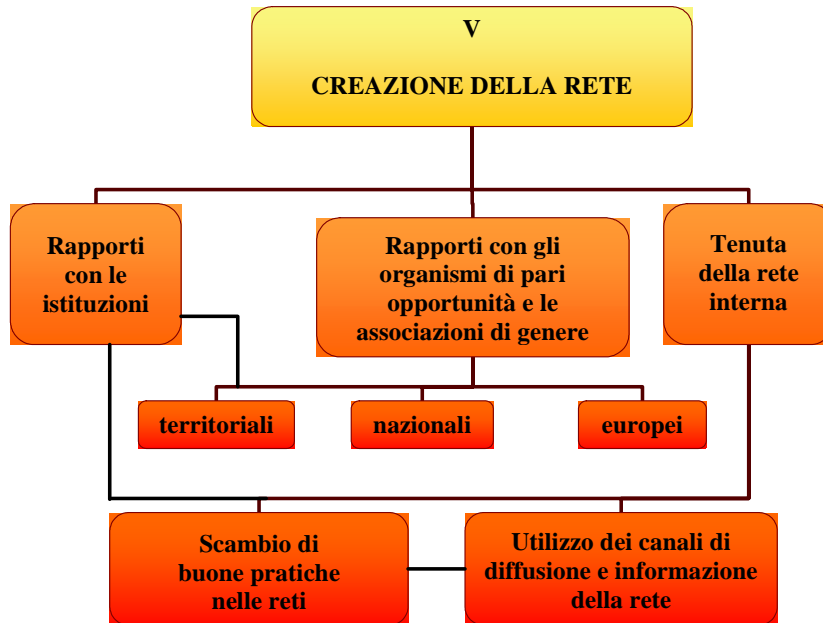 V
CREAZIONE DELLA RETE
Rapporti
con le
istituzioni
Rapporti con gli
organismi di pari
opportunità e le
associazioni di genere
Tenuta
della rete
interna
territoriali
nazionali
europei
Scambio di
buone pratiche
nelle reti
Utilizzo dei canali di
diffusione e informazione
della rete